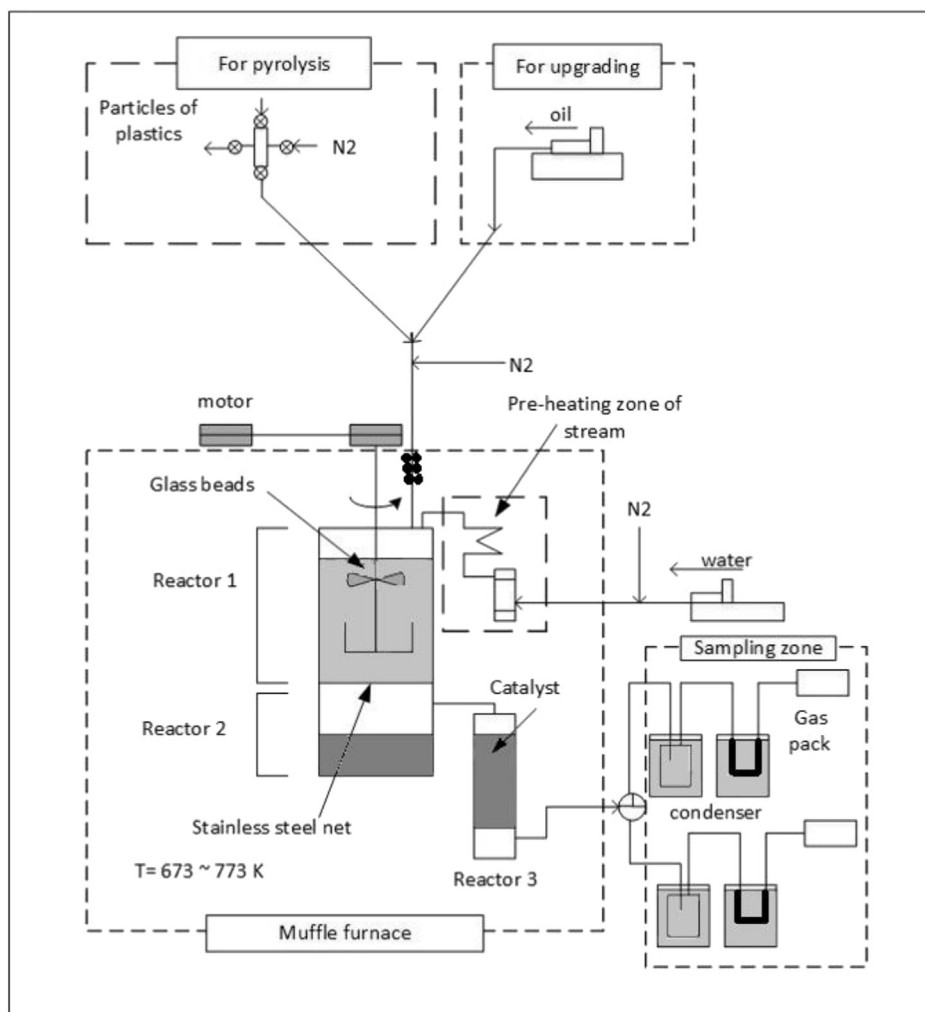 For pyrolysis
For upgrading
Particles of
plastics
N2
oil
N2
motor
Pre-heating zone of
stream
Glass beads
N2
Reactor 1
water
Sampling zone
Catalyst
Gas
pack
Reactor 2
condenser
Stainless steel net
T= 673 ~ 773 K
Reactor 3
Muffle furnace